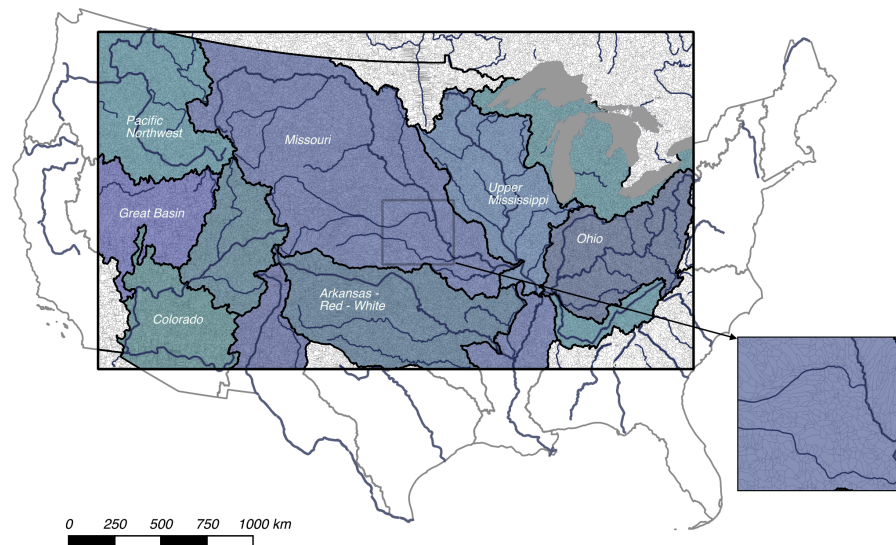 Pacific
Northwest
Missouri
Upper
Mississippi
Great Basin
Ohio
Arkansas -
Red - White
Colorado
0 250 500 750 1000 km